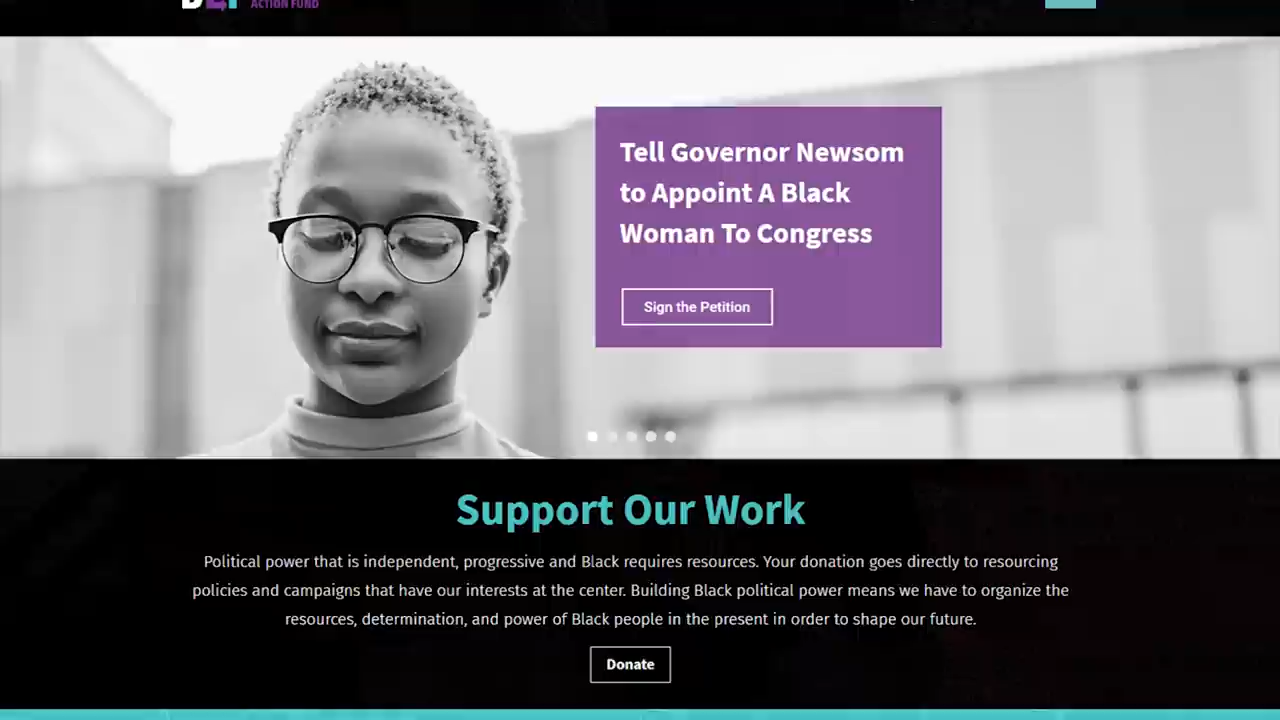 ACTION FUND
Tell Governor Newsom
to Appoint A Black
Woman To Congress
Sign the Petition
Support Our Work
Political power that is independent, progressive and Black requires resources. Your donation goes directly to resourcing
policies and campaigns that have our interests at the center. Building Black political power means we have to organize the
resources, determination, and power of Black people in the present in order to shape our future.
Donate